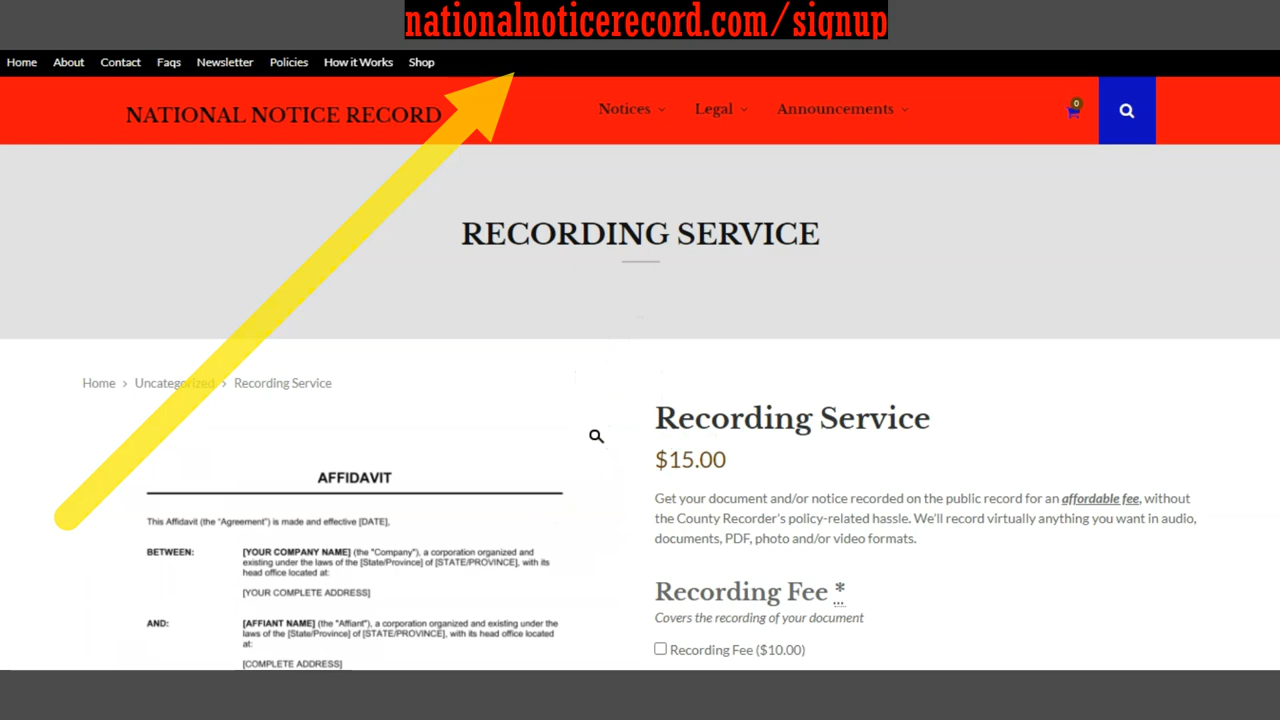 nationalnoticerecord.com/signup
Home About Contact Faqs Newsletter Policies How it Works Shop
NATIONAL NOTICE RECORD Notices Legal Announcements 0
RECORDING SERVICE
Home > Uncategorized > Recording Service
Recording Service
$15.00
Get your document and/or notice recorded on the public record for an affordable fee, without
the County Recorder's policy-related hassle. We'll record virtually anything you want in audio,
documents, PDF, photo and/or video formats.
Recording Fee *
Covers the recording of your document
Recording Fee ($10.00)
AFFIDAVIT
This Affidavit (the "Agreement") is made and effective [DATE],
BETWEEN: [YOUR COMPANY NAME] (the "Company"), a corporation organized and
existing under the laws of the [State/Province] of [STATE/PROVINCE], with its
head office located at:
[YOUR COMPLETE ADDRESS]
AND: [AFFIANT NAME] (the "Affiant"), a corporation organized and existing under the
laws of the [State/Province] of [STATE/PROVINCE], with its head office located
at:
[COMPLETE ADDRESS]